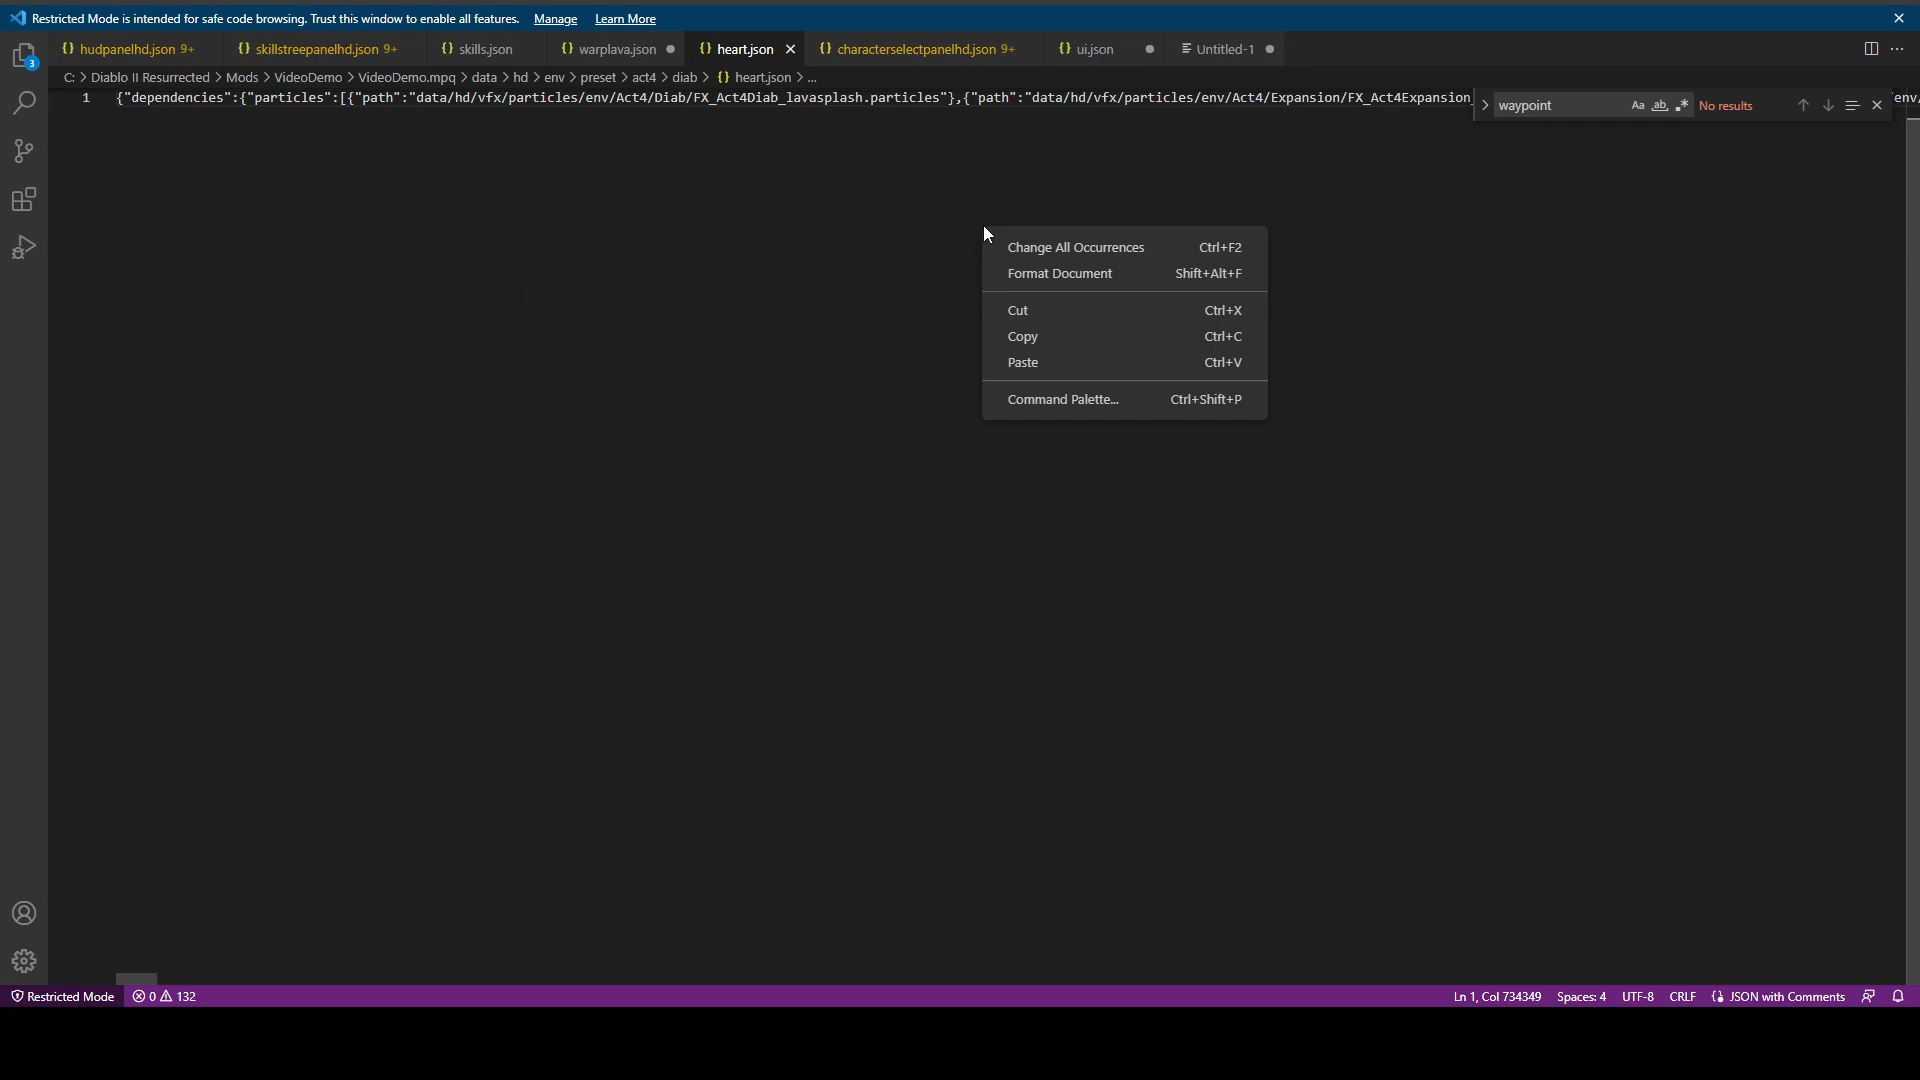 Restricted Mode is intended for safe code browsing. Trust this window to enable all features. Manage Learn More
3
hudpanelhd.json 9+ skillstreepanelhd.json 9+ skills.json warplava.json heart.json characterselectpanelhd.json 9+ ui.json Untitled-1
C: > Diablo II Resurrected > Mods > VideoDemo > VideoDemo.mpq > data > hd > env > preset > act4 > diab > {} heart.json > ...
1 {"dependencies":{"particles":[{"path":"data/hd/vfx/particles/env/Act4/Diab/FX_Act4Diab_lavasplash.particles"},{"path":"data/hd/vfx/particles/env/Act4/Expansion/FX_Act4Expansion_ env/
waypoint Aa ab .* No results
Change All Occurrences Ctrl+F2
Format Document Shift+Alt+F
Cut Ctrl+X
Copy Ctrl+C
Paste Ctrl+V
Command Palette... Ctrl+Shift+P
Restricted Mode 0 132 Ln 1, Col 734349 Spaces: 4 UTF-8 CRLF JSON with Comments